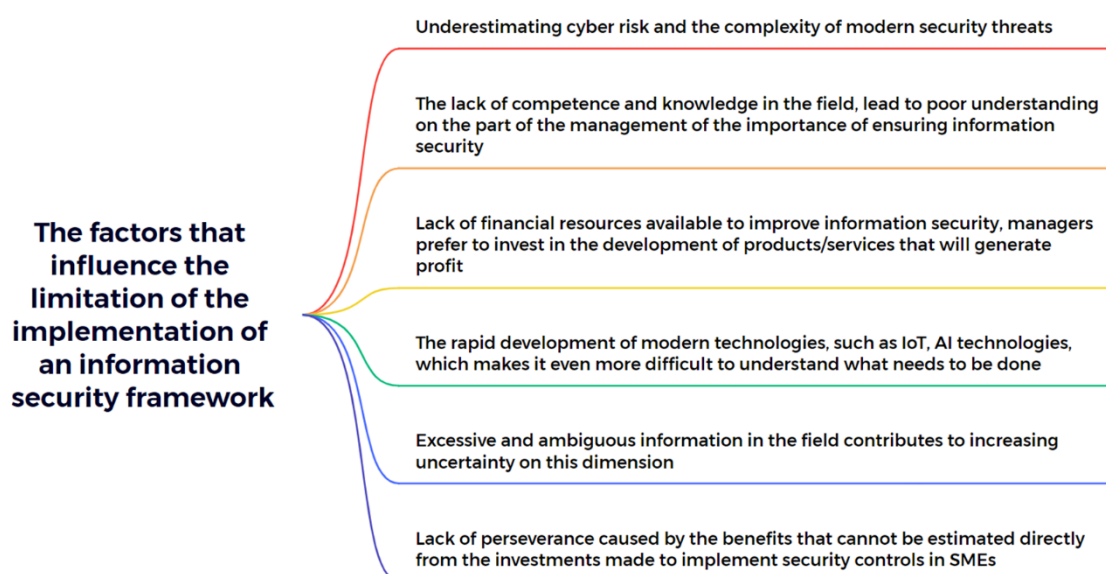 The factors that
influence the
limitation of the
implementation of
an information
security framework
Underestimating cyber risk and the complexity of modern security threats
The lack of competence and knowledge in the field, lead to poor understanding
on the part of the management of the importance of ensuring information
security
Lack of financial resources available to improve information security, managers
prefer to invest in the development of products/services that will generate
profit
The rapid development of modern technologies, such as IoT, AI technologies,
which makes it even more difficult to understand what needs to be done
Excessive and ambiguous information in the field contributes to increasing
uncertainty on this dimension
Lack of perseverance caused by the benefits that cannot be estimated directly
from the investments made to implement security controls in SMEs